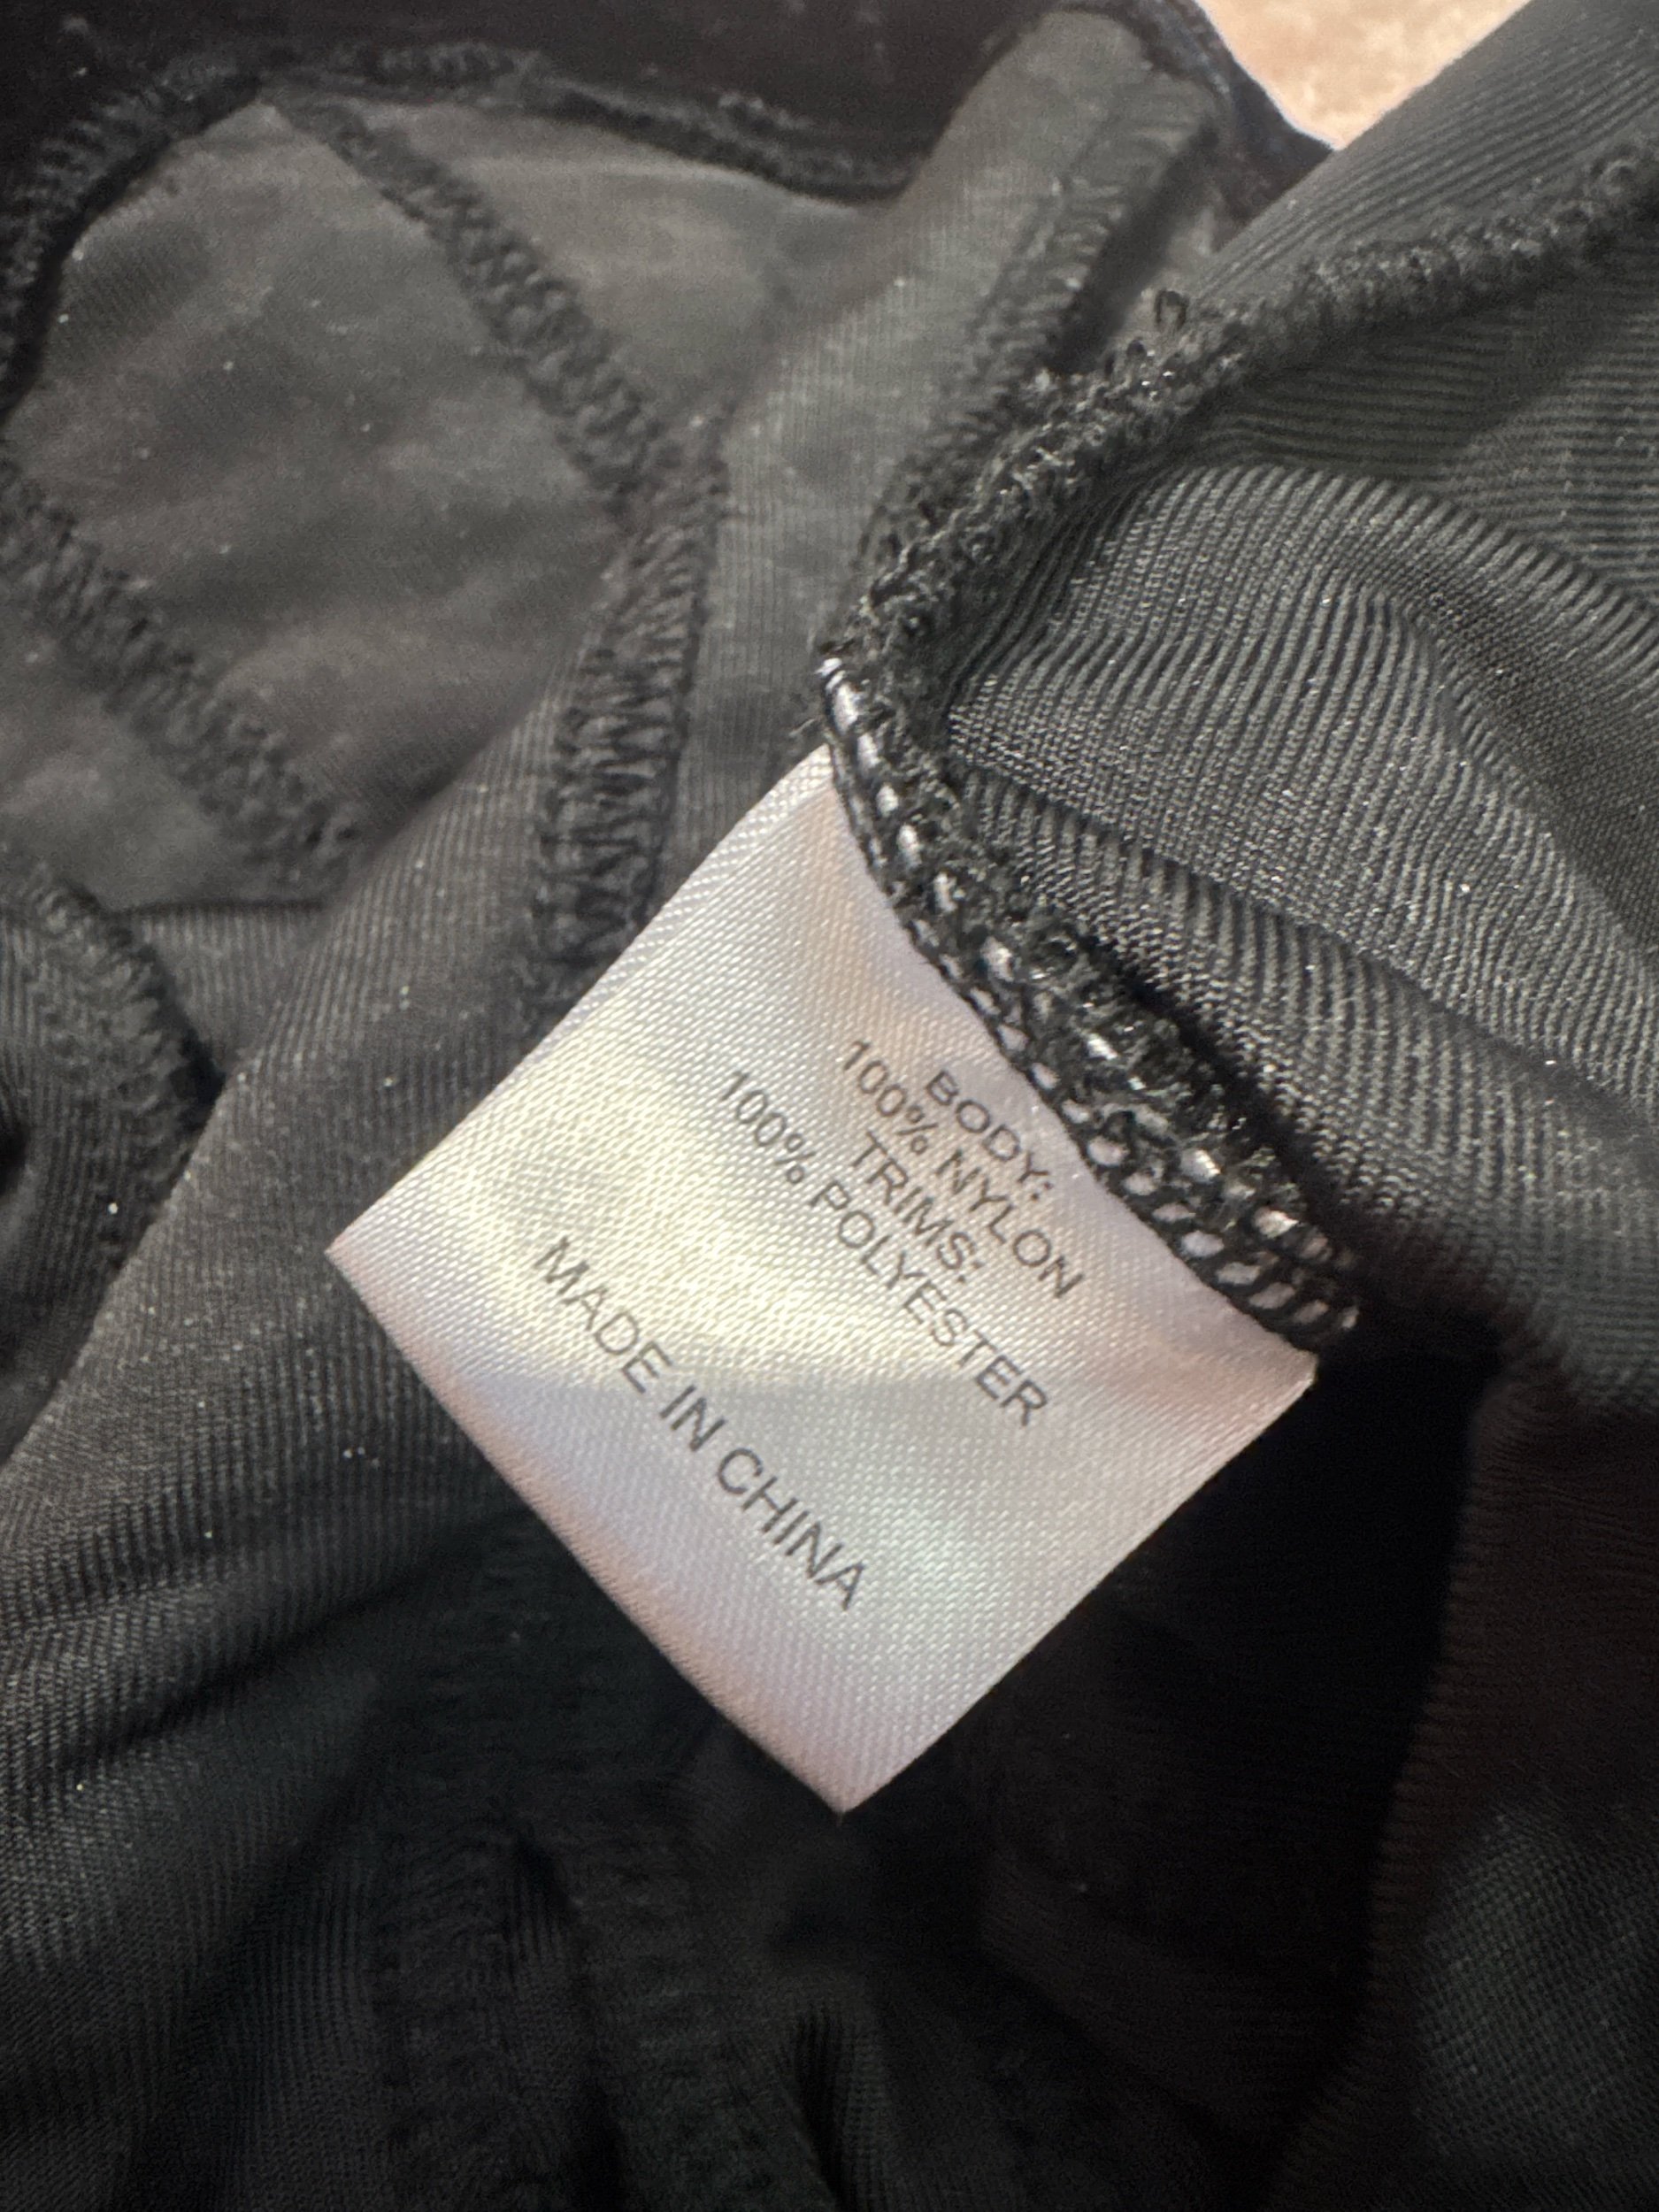 BODY:
100% NYLON
TRIMS:
100% POLYESTER
MADE IN CHINA